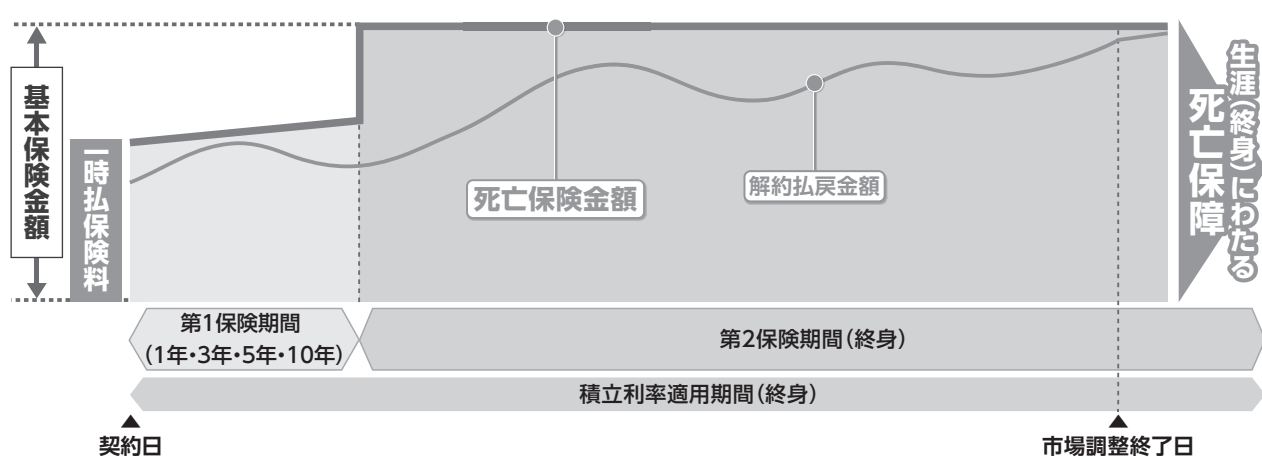 基本保険金額
一時払保険料
死亡保険金額
解約払戻金額
生涯(終身)にわたる
死亡保障
第1保険期間
(1年・3年・5年・10年)
第2保険期間(終身)
積立利率適用期間(終身)
▲
契約日
▲
市場調整終了日